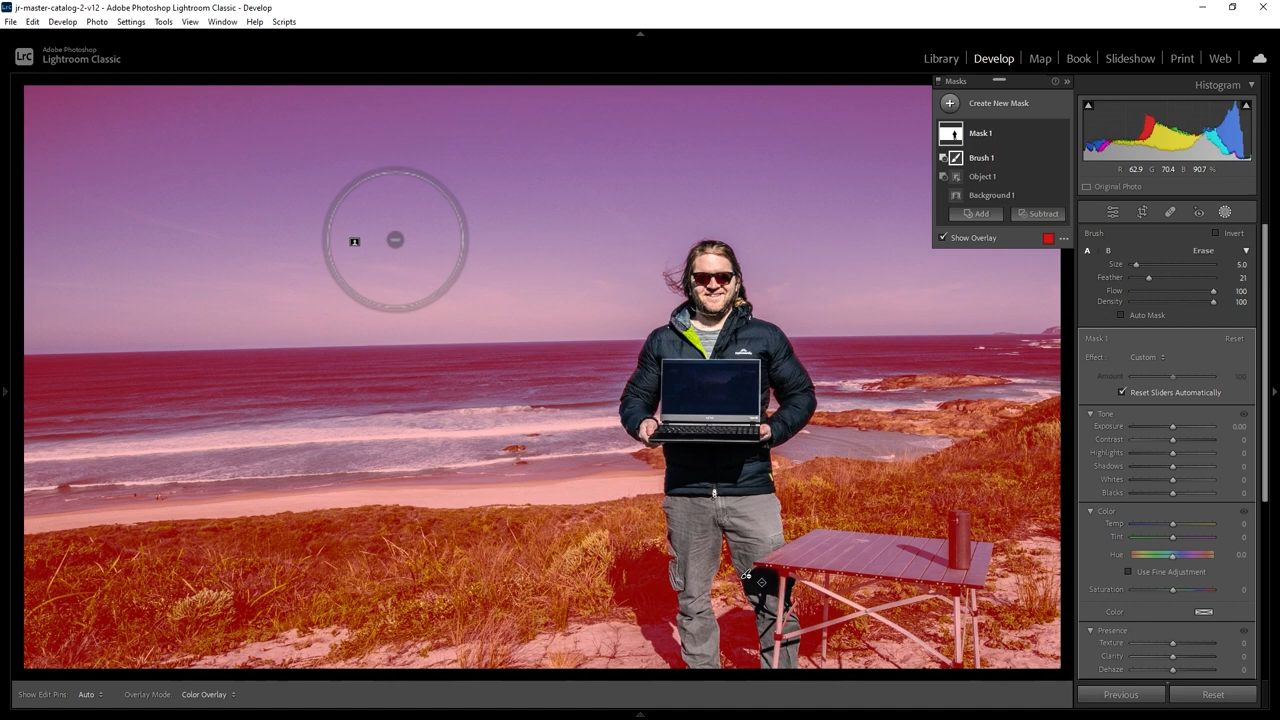 jr-master-catalog-2-v12 - Adobe Photoshop Lightroom Classic - Develop
File Edit Develop Photo Settings Tools View Window Help Scripts
Lrc Adobe Photoshop
Lightroom Classic
Library | Develop | Map | Book | Slideshow | Print | Web
Masks
Create New Mask
Mask 1
Brush 1
Object 1
Background 1
Add Subtract
Show Overlay
Histogram
R 62.9 G 70.4 B 90.7 %
Original Photo
Brush Invert
A B Erase
Size 5.0
Feather 21
Flow 100
Density 100
Auto Mask
Mask 1 Reset
Effect : Custom
Amount 100
Reset Sliders Automatically
Tone
Exposure 0.00
Contrast 0
Highlights 0
Shadows 0
Whites 0
Blacks 0
Color
Temp 0
Tint 0
Hue 0.0
Use Fine Adjustment
Saturation 0
Color
Presence
Texture 0
Clarity 0
Dehaze 0
Show Edit Pins: Auto Overlay Mode: Color Overlay
Previous Reset